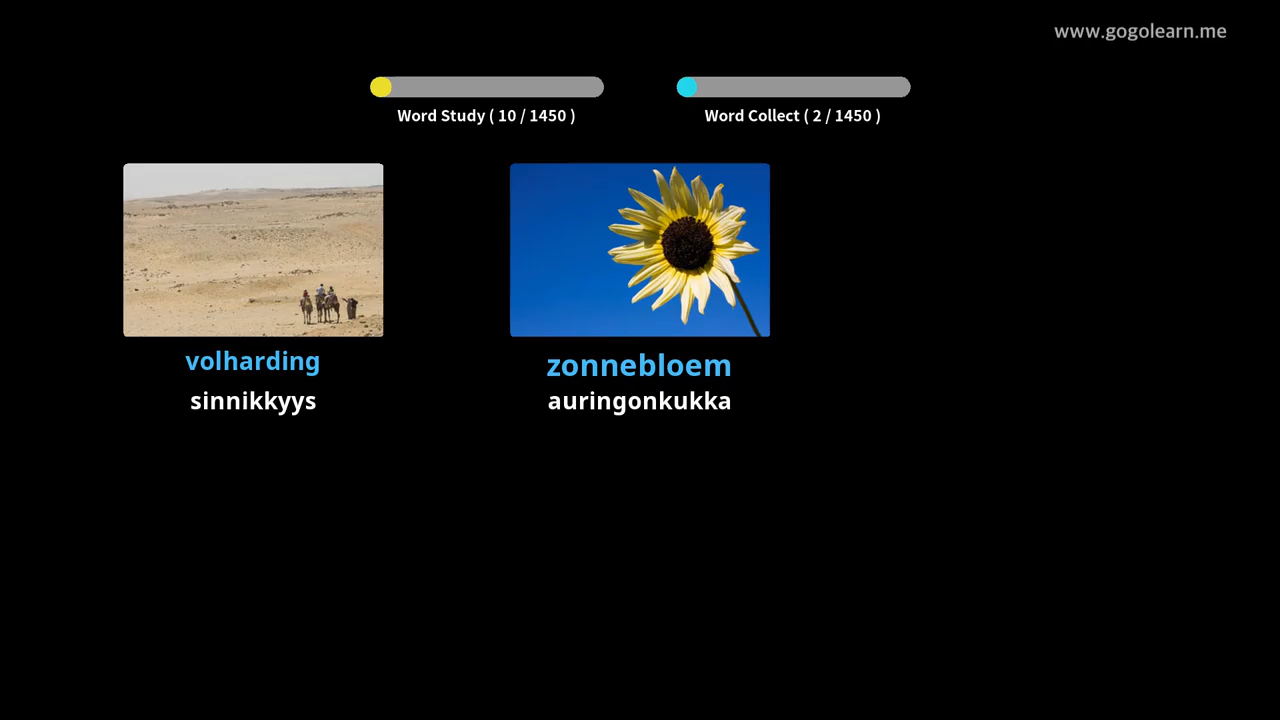 www.gogolearn.me
Word Study ( 10 / 1450 )
Word Collect ( 2 / 1450 )
volharding
sinnikkyys
zonnebloem
auringonkukka